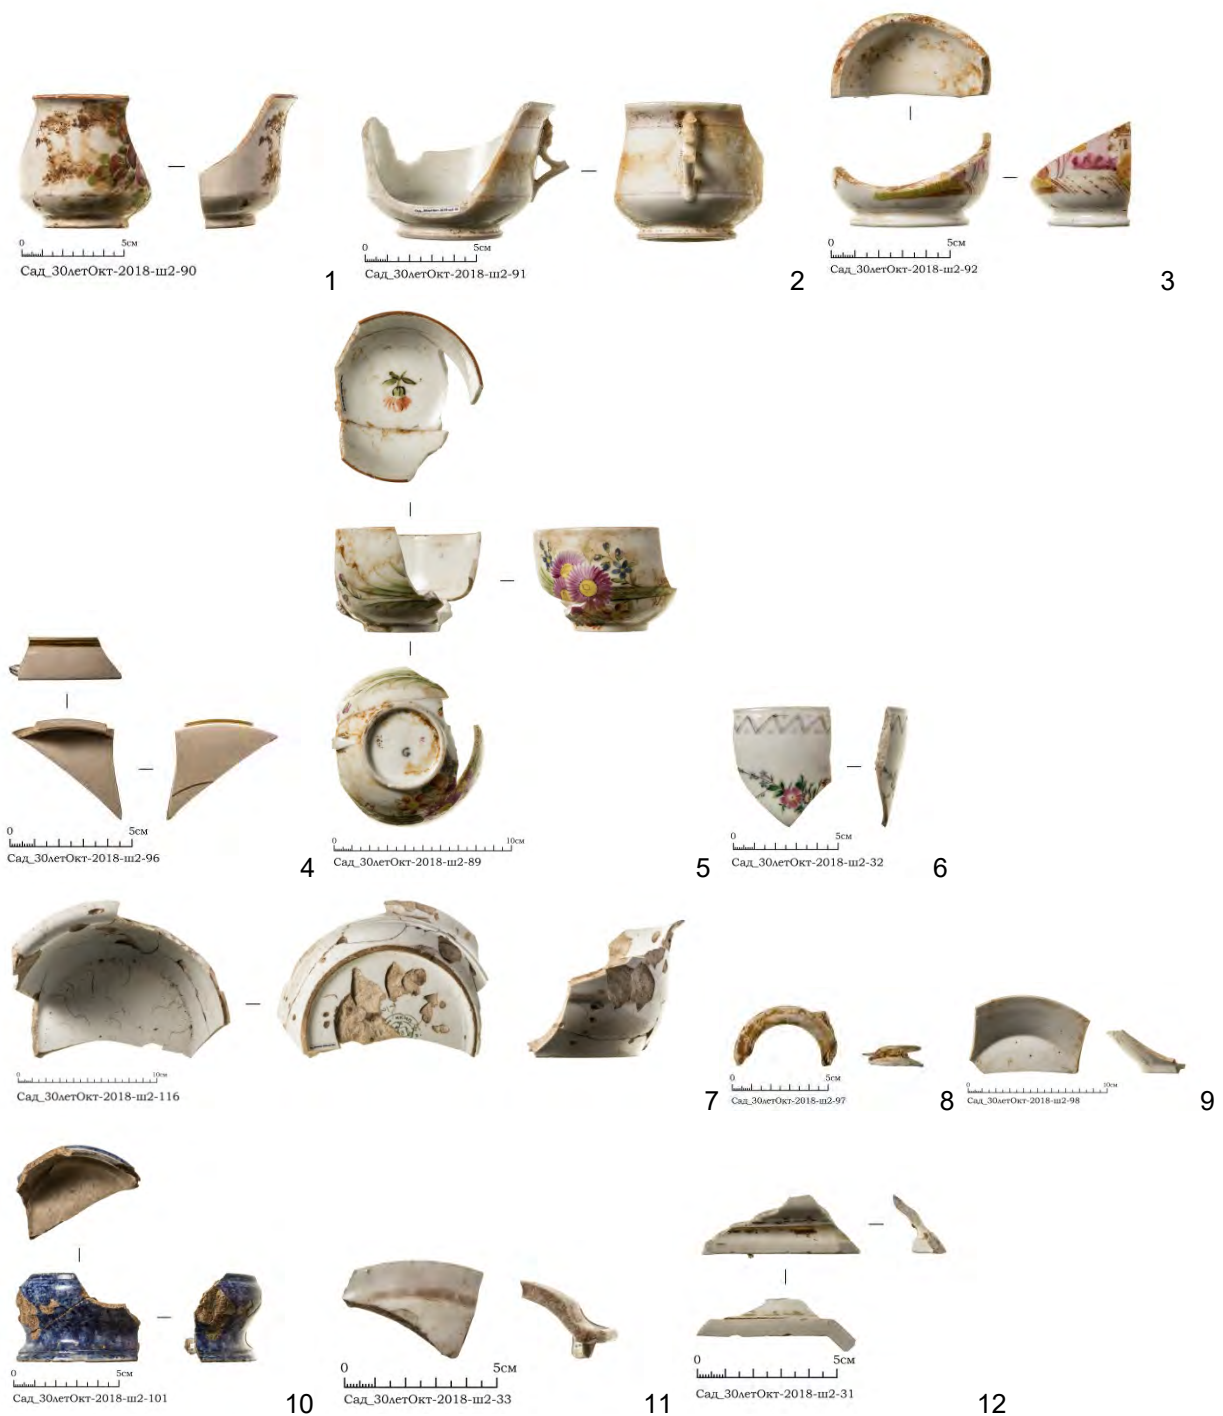 0 5см
Сад_30летОкт-2018-ш2-90
1
0 5см
Сад_30летОкт-2018-ш2-91
2
0 5см
Сад_30летОкт-2018-ш2-92
3
0 5см
Сад_30летОкт-2018-ш2-96
4
0 10см
Сад_30летОкт-2018-ш2-89
5
0 5см
Сад_30летОкт-2018-ш2-32
6
0 10см
Сад_30летОкт-2018-ш2-116
7
0 5см
Сад_30летОкт-2018-ш2-97
8
0 10см
Сад_30летОкт-2018-ш2-98
9
0 5см
Сад_30летОкт-2018-ш2-101
10
0 5см
Сад_30летОкт-2018-ш2-33
11
0 5см
Сад_30летОкт-2018-ш2-31
12